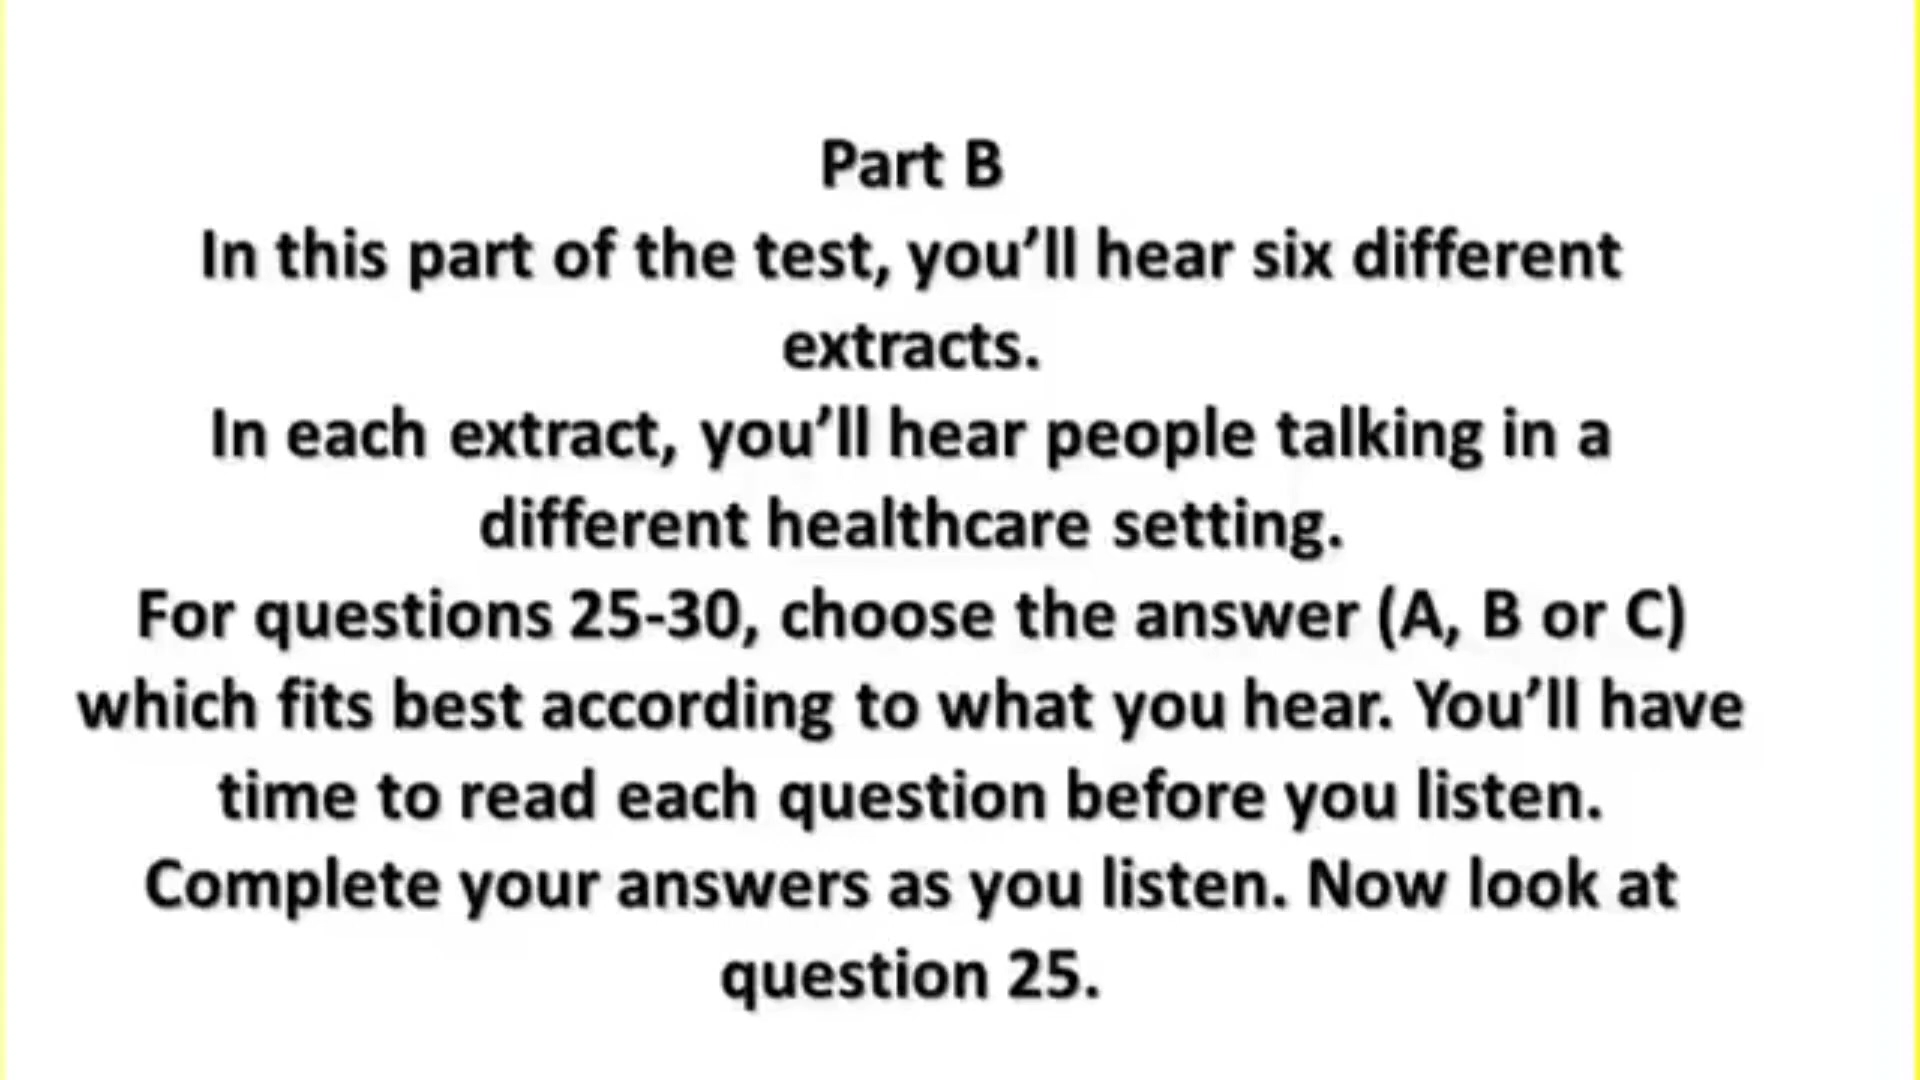 Part B
In this part of the test, you’ll hear six different
extracts.
In each extract, you’ll hear people talking in a
different healthcare setting.
For questions 25-30, choose the answer (A, B or C)
which fits best according to what you hear. You’ll have
time to read each question before you listen.
Complete your answers as you listen. Now look at
question 25.